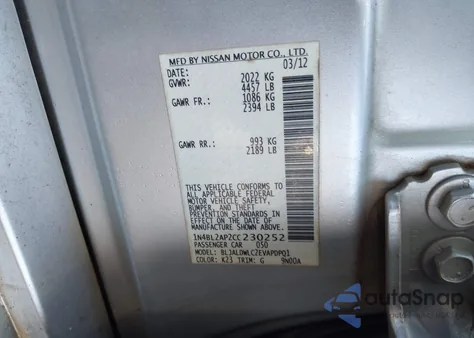 MFD BY NISSAN MOTOR CO., LTD.
DATE: 03/12
GVWR: 2022 KG
4457 LB
GAWR FR.: 1086 KG
2394 LB
GAWR RR.: 993 KG
2189 LB
THIS VEHICLE CONFORMS TO
ALL APPLICABLE FEDERAL
MOTOR VEHICLE SAFETY,
BUMPER, AND THEFT
PREVENTION STANDARDS IN
EFFECT ON THE DATE OF
MANUFACTURE SHOWN ABOVE.
1N4BL2AP2CC230252
PASSENGER CAR 050
MODEL: BLJALDWLCZEVAPDPQ1
COLOR: K23 TRIM: G 9N00A
autoSnap